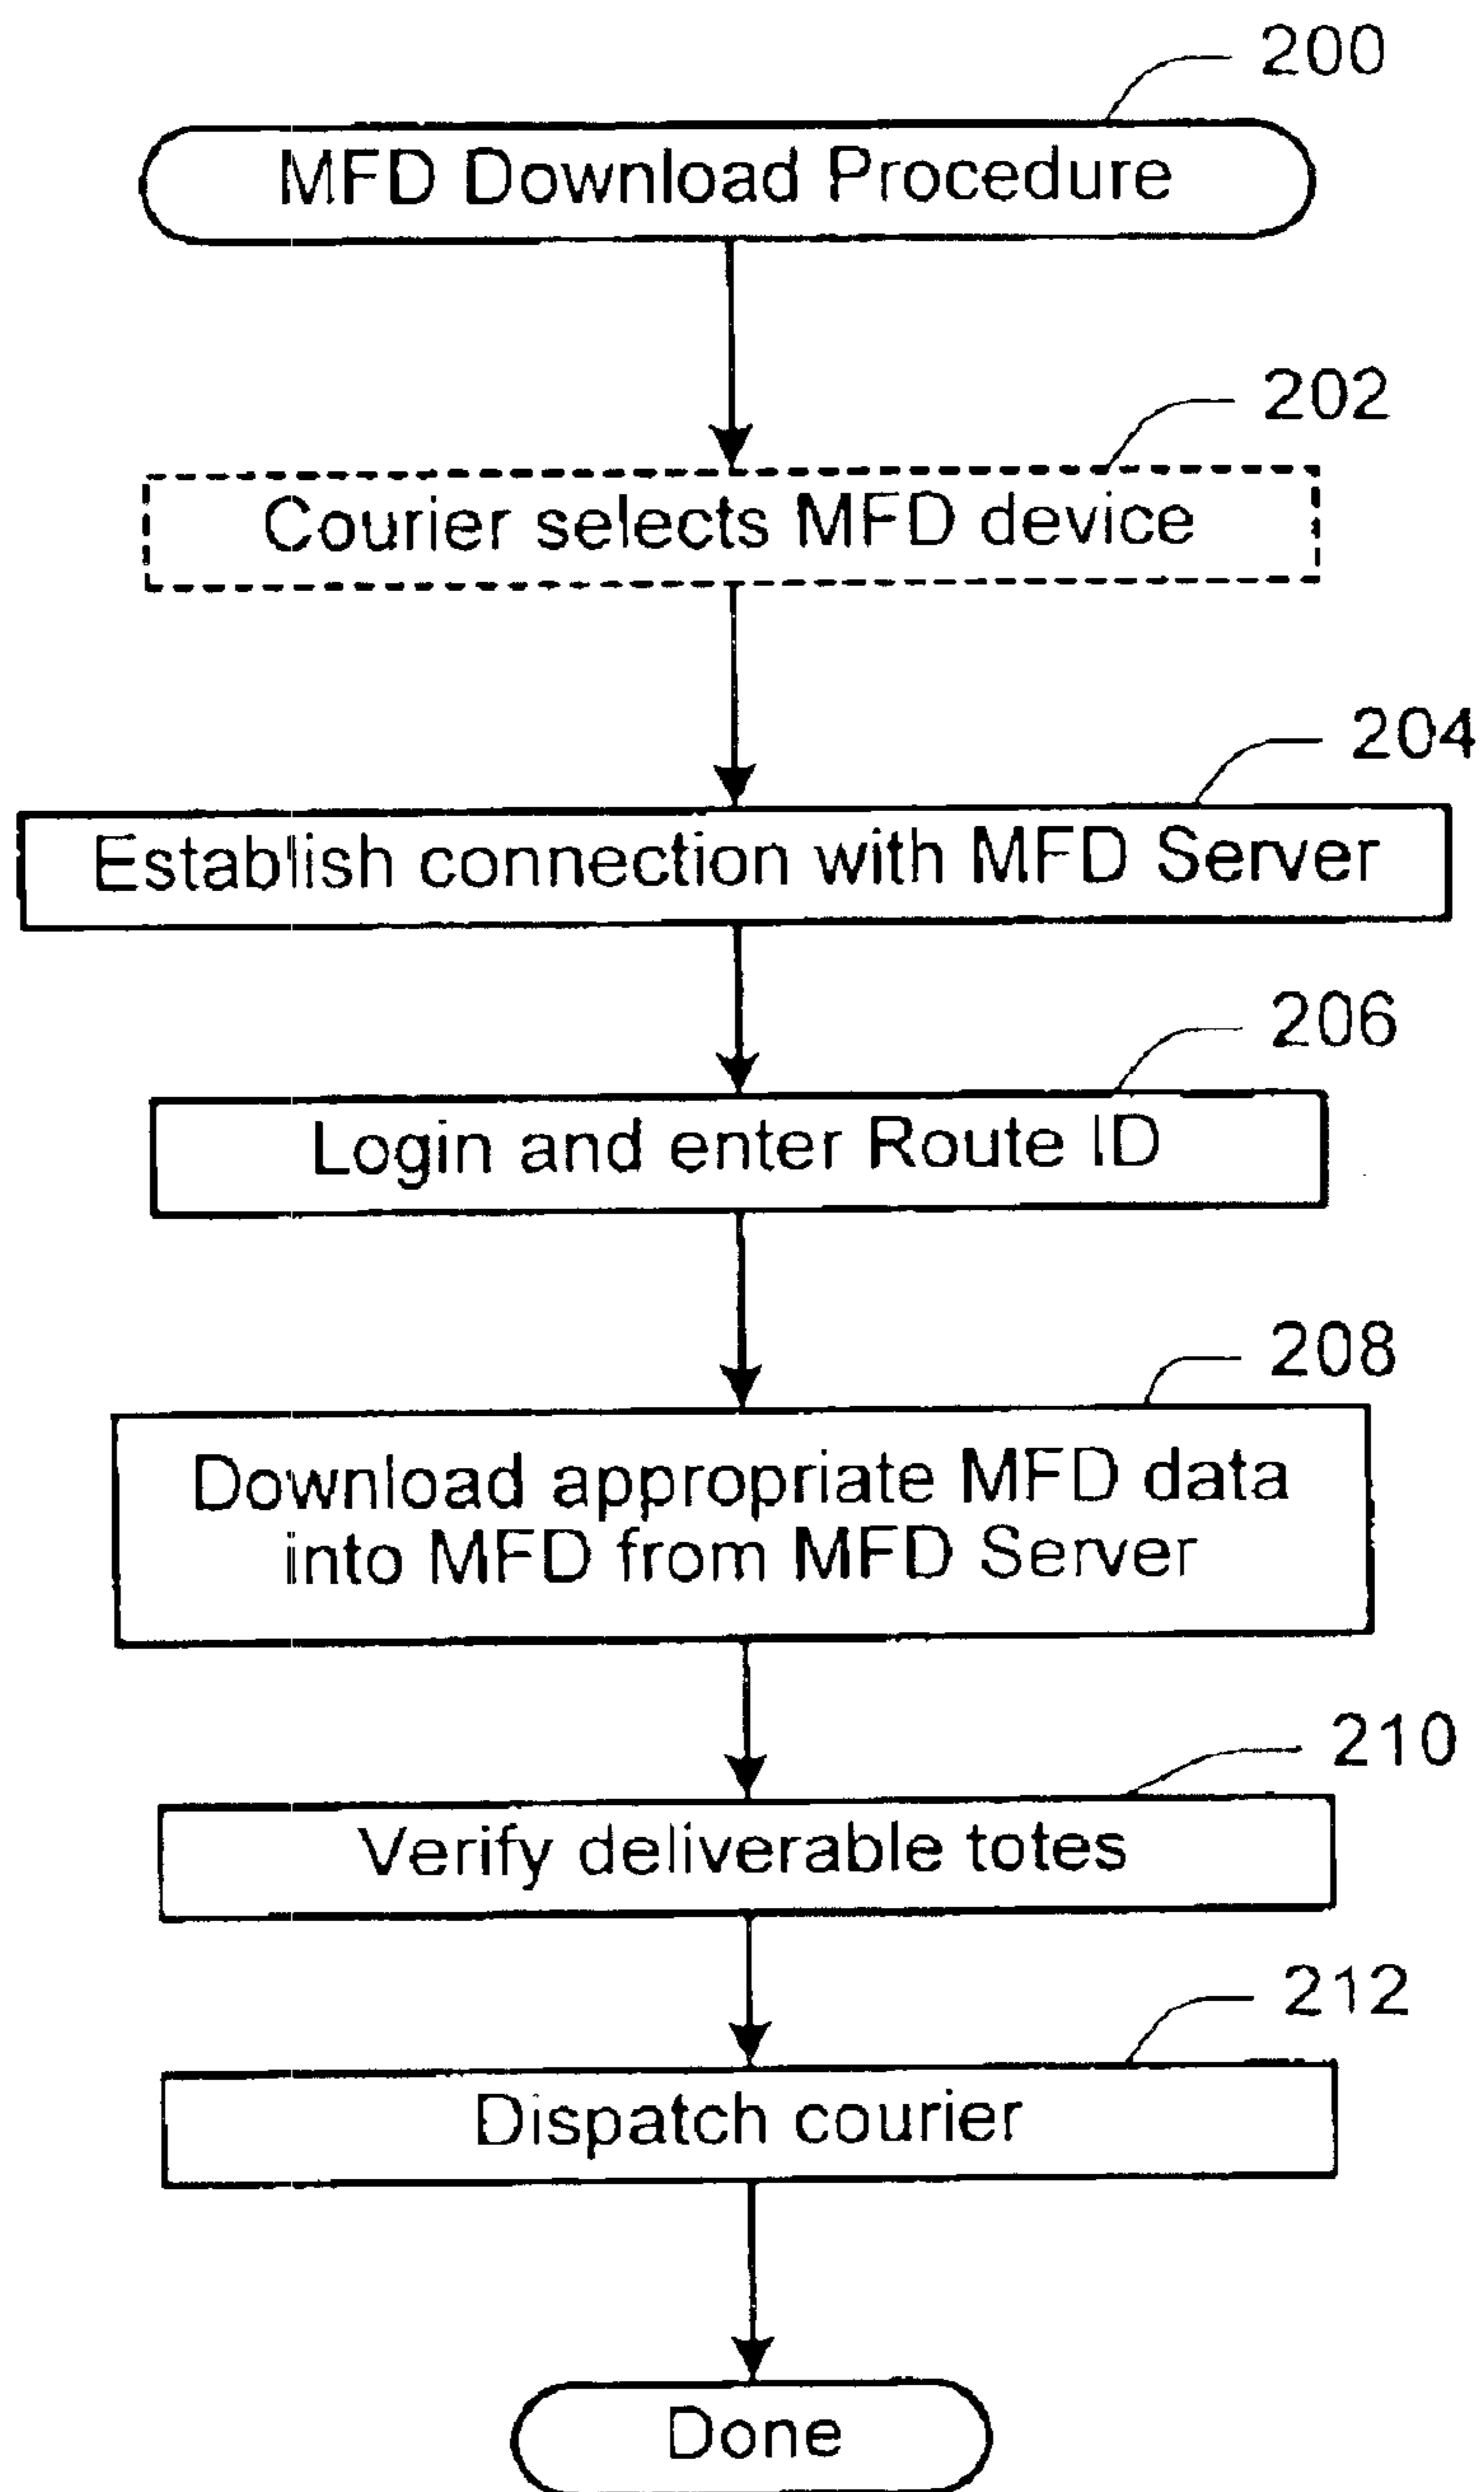 200
MFD Download Procedure
202
Courier selects MFD device
204
Establish connection with MFD Server
206
Login and enter Route ID
208
Download appropriate MFD data
into MFD from MFD Server
210
Verify deliverable totes
212
Dispatch courier
Done